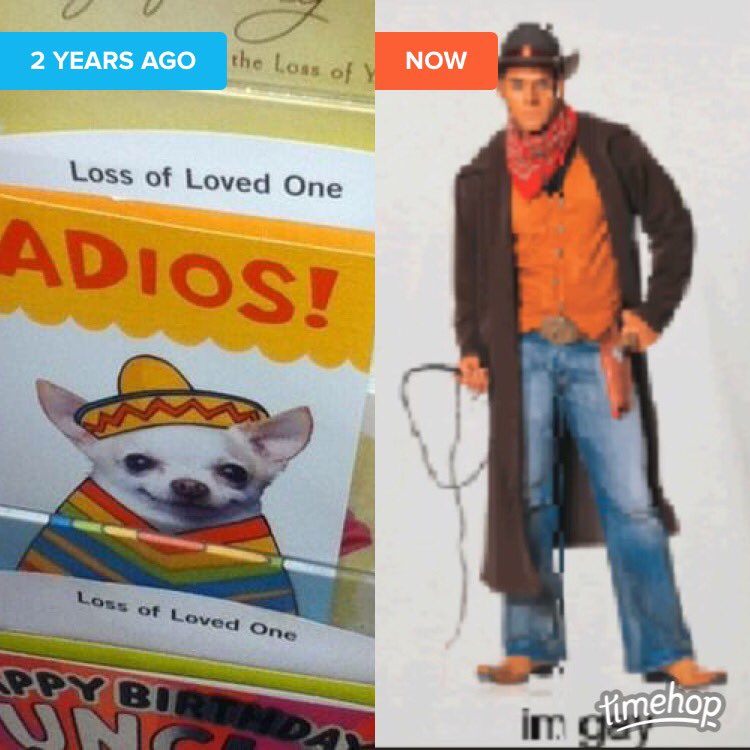 2 YEARS AGO
the Loss of Y
Loss of Loved One
ADIOS!
Loss of Loved One
APPY BIRTHDAY
UNC
NOW
im gay
timehop